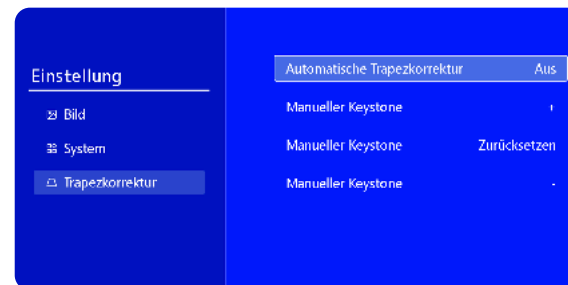 Einstellung
Bild
System
Trapezkorrektur
Automatische Trapezkorrektur Aus
Manueller Keystone +
Manueller Keystone Zurücksetzen
Manueller Keystone -